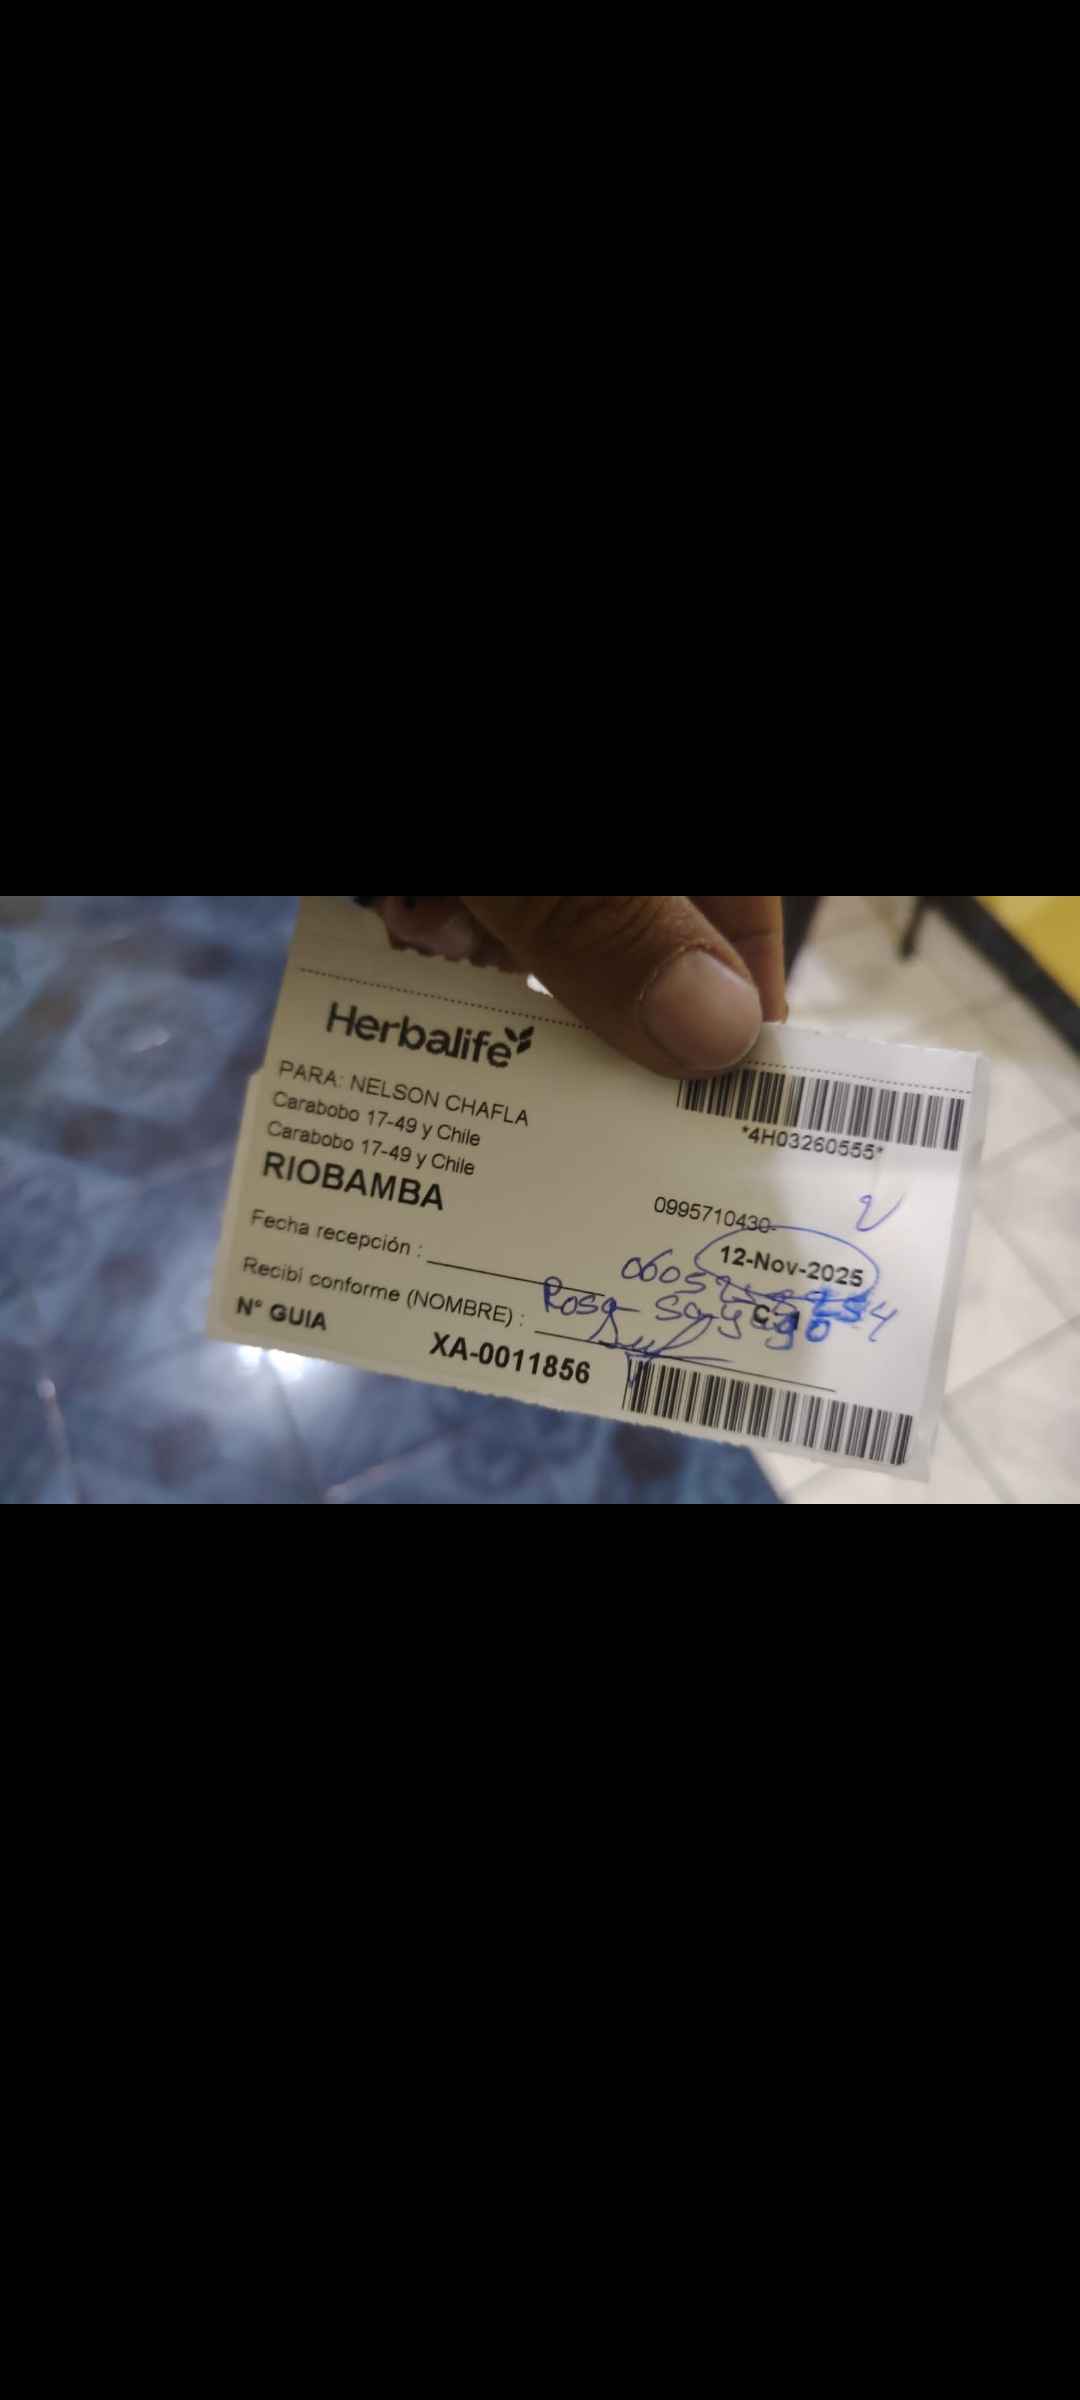 Herbalife
PARA: NELSON CHAFLA
Carabobo 17-49 y Chile
Carabobo 17-49 y Chile
RIOBAMBA
*4H03260555*
0995710430-
12-Nov-2025
Fecha recepción :
C.I
Recibí conforme (NOMBRE) : Rosa
N° GUIA
XA-0011856